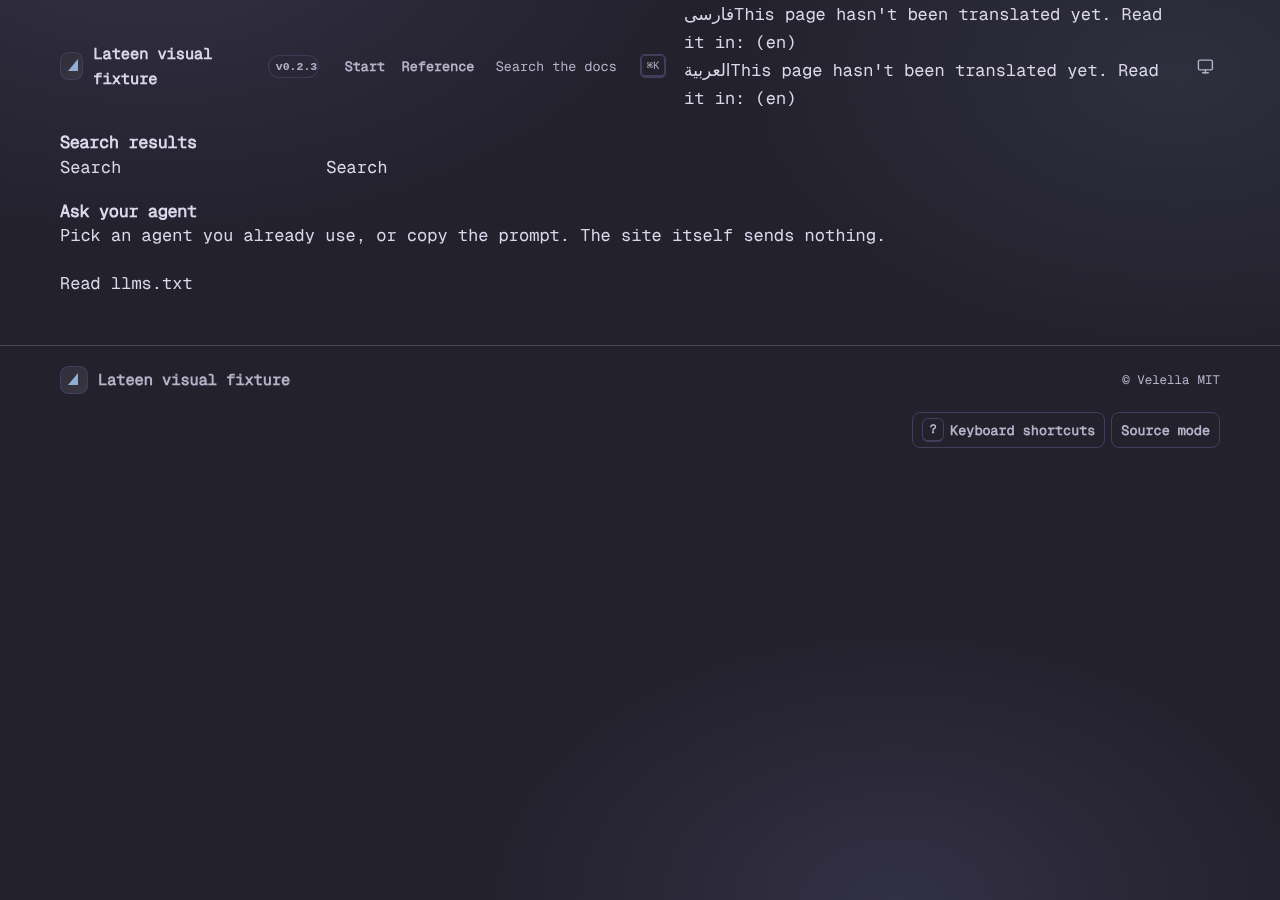 Lateen visual
fixture
v0.2.3
Start
Reference
Search the docs
⌘K
فارسیThis page hasn't been translated yet. Read
it in: (en)
العربيةThis page hasn't been translated yet. Read
it in: (en)
Search results
Search
Search
Ask your agent
Pick an agent you already use, or copy the prompt. The site itself sends nothing.
Read llms.txt
Lateen visual fixture
© Velella MIT
? Keyboard shortcuts
Source mode